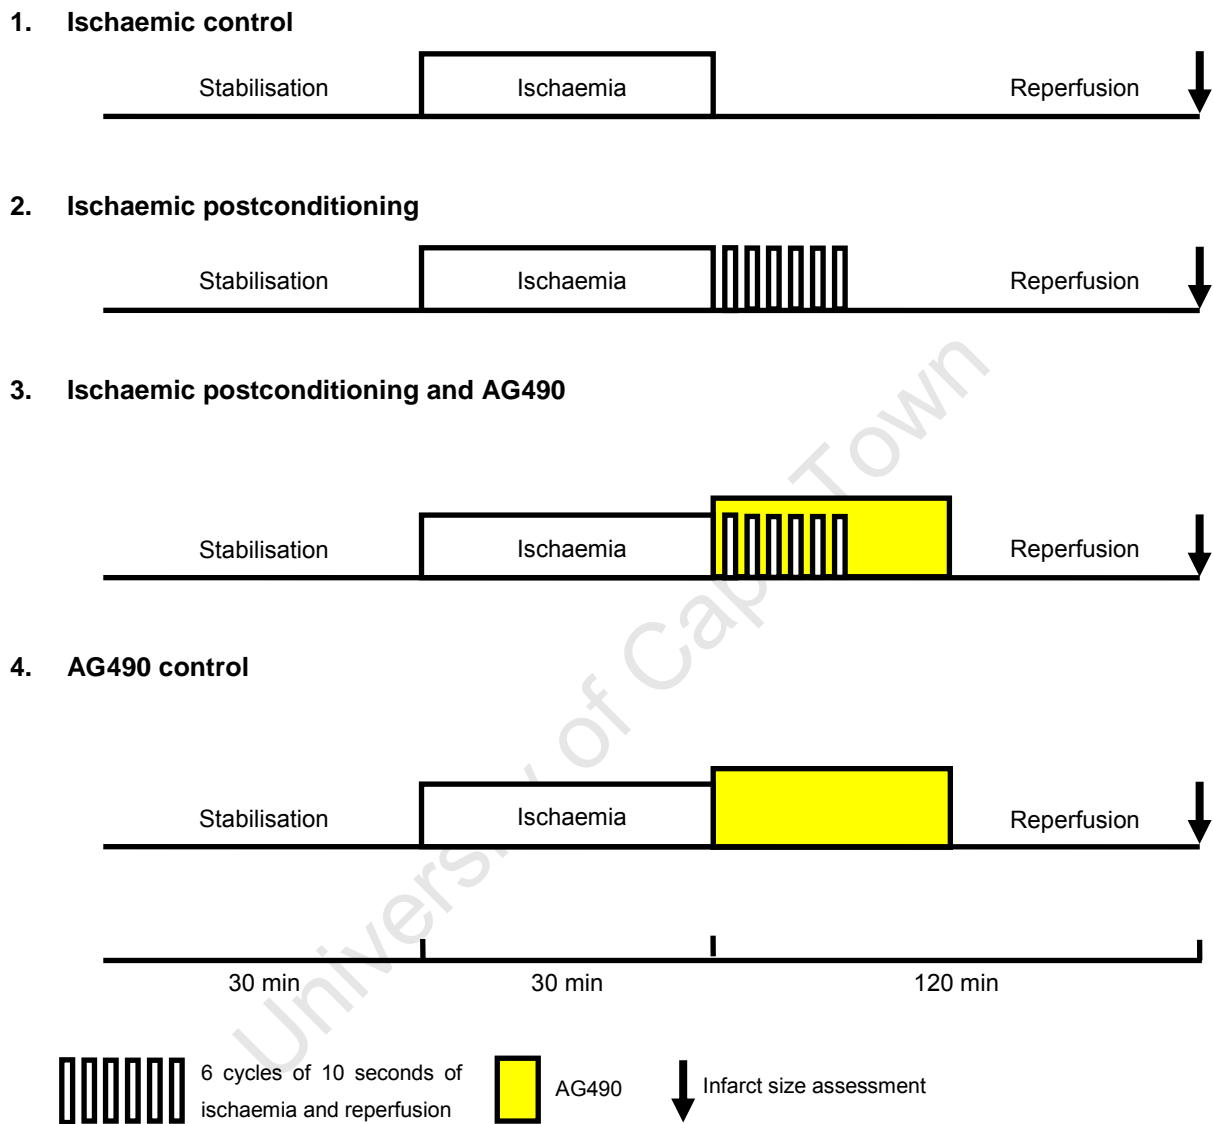 1. Ischaemic control
Stabilisation Ischaemia Reperfusion
2. Ischaemic postconditioning
Stabilisation Ischaemia Reperfusion
3. Ischaemic postconditioning and AG490
Stabilisation Ischaemia Reperfusion
4. AG490 control
Stabilisation Ischaemia Reperfusion
30 min 30 min 120 min
6 cycles of 10 seconds of
ischaemia and reperfusion
AG490
Infarct size assessment
University of Cape Town